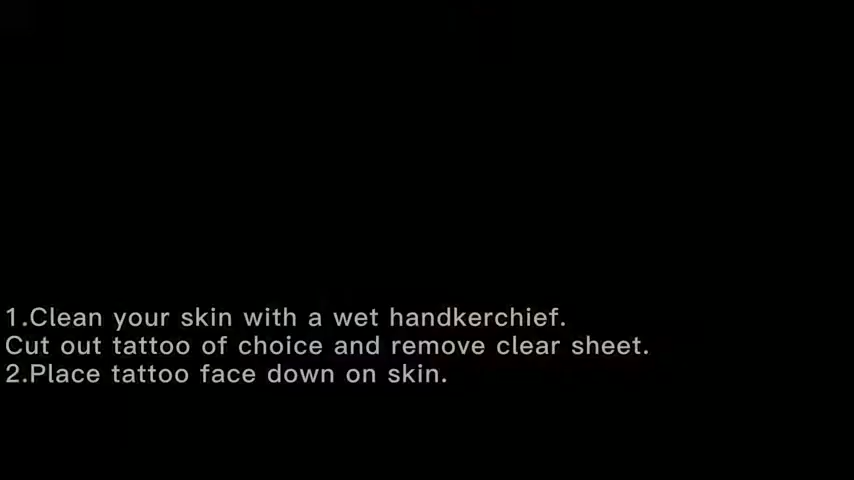 1.Clean your skin with a wet handkerchief.
Cut out tattoo of choice and remove clear sheet.
2.Place tattoo face down on skin.